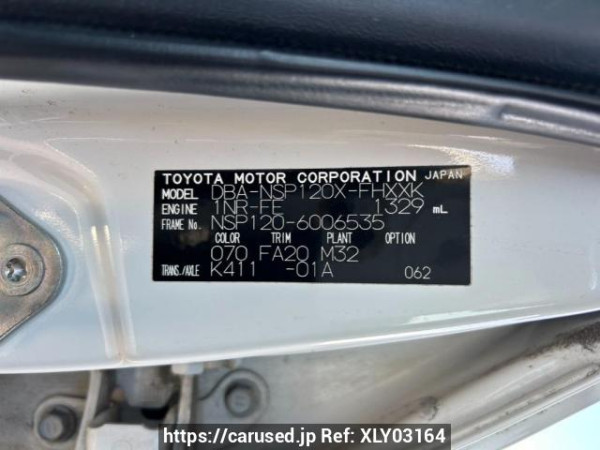 TOYOTA MOTOR CORPORATION JAPAN
MODEL DBA-NSP120X-FHXXK
ENGINE 1NR-FE 1329 mL
FRAME No. NSP120-6006535
COLOR TRIM PLANT OPTION
070 FA20 M32
TRANS./AXLE K411 -01A 062
https://carused.jp Ref: XLY03164